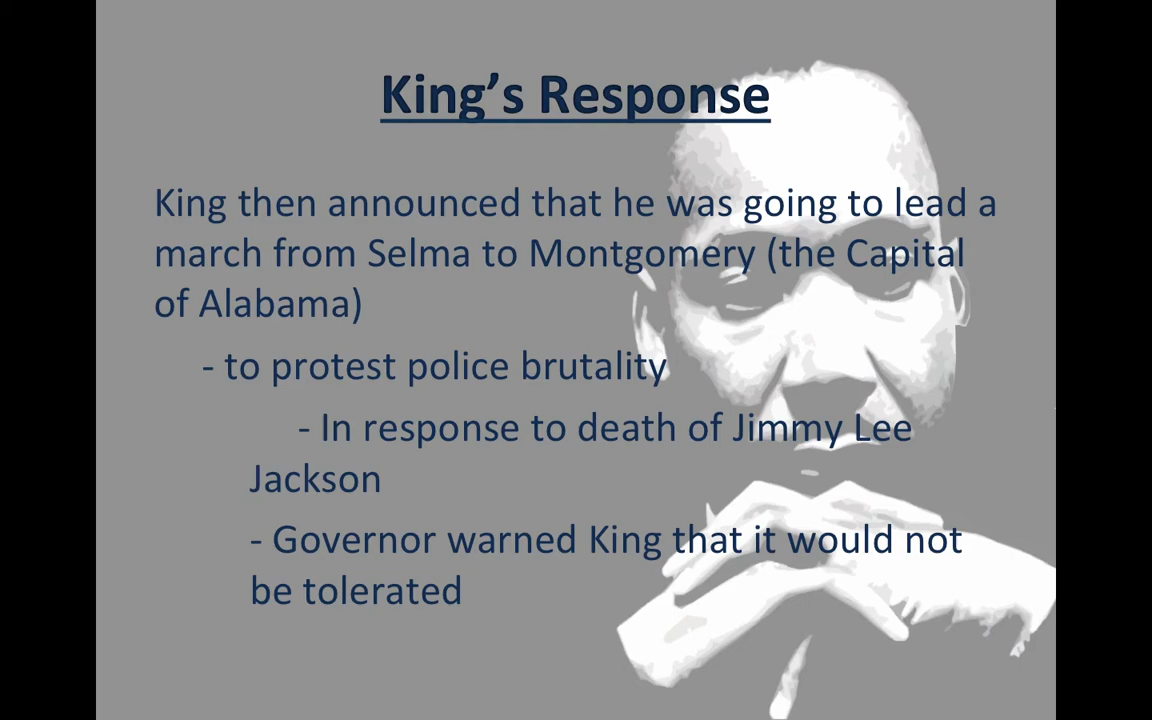 King’s Response
King then announced that he was going to lead a
march from Selma to Montgomery (the Capital
of Alabama)
- to protest police brutality
- In response to death of Jimmy Lee
Jackson
- Governor warned King that it would not
be tolerated